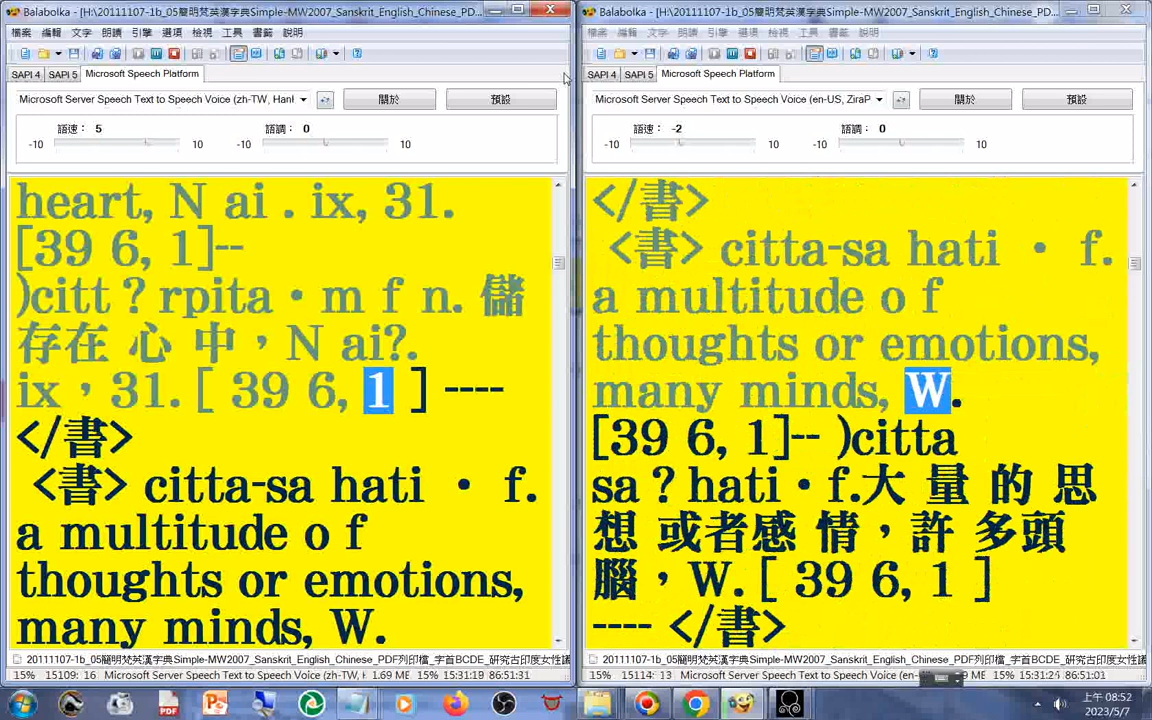 Balabolka - [H:\20111107-1b_05簡明梵英漢字典Simple-MW2007_Sanskrit_English_Chinese_PD...
檔案 編輯 文字 朗讀 引擎 選項 檢視 工具 書籤 說明
SAPI 4 SAPI 5 Microsoft Speech Platform
Microsoft Server Speech Text to Speech Voice (zh-TW, Hanl
關於 預設
語速： 5 語調： 0
-10 10 -10 10
heart, N ai . ix, 31.
[39 6, 1]--
)citt？rpita・m f n. 儲
存在 心 中，N ai?.
ix，31. [ 39 6, 1 ] ----
</書>
<書> citta-sa hati ・ f.
a multitude o f
thoughts or emotions,
many minds, W.
20111107-1b_05簡明梵英漢字典Simple-MW2007_Sanskrit_English_Chinese_PDF列印檔_字首BCDE_研究古印度女性議
15% 15109: 16 Microsoft Server Speech Text to Speech Voice (zh-TW, H 1.69 MB 15% 15:31:19 86:51:31
Balabolka - [H:\20111107-1b_05簡明梵英漢字典Simple-MW2007_Sanskrit_English_Chinese_PD...
檔案 編輯 文字 朗讀 引擎 選項 檢視 工具 書籤 說明
SAPI 4 SAPI 5 Microsoft Speech Platform
Microsoft Server Speech Text to Speech Voice (en-US, ZiraP
關於 預設
語速： -2 語調： 0
-10 10 -10 10
</書>
<書> citta-sa hati ・ f.
a multitude o f
thoughts or emotions,
many minds, W.
[39 6, 1]-- )citta
sa？hati・f.大 量 的 思
想 或者感 情，許 多頭
腦，W. [ 39 6, 1 ]
---- </書>
20111107-1b_05簡明梵英漢字典Simple-MW2007_Sanskrit_English_Chinese_PDF列印檔_字首BCDE_研究古印度女性議
15% 15114: 13 Microsoft Server Speech Text to Speech Voice (en- MB 15% 15:31:26 86:51:01
上午 08:52
2023/5/7